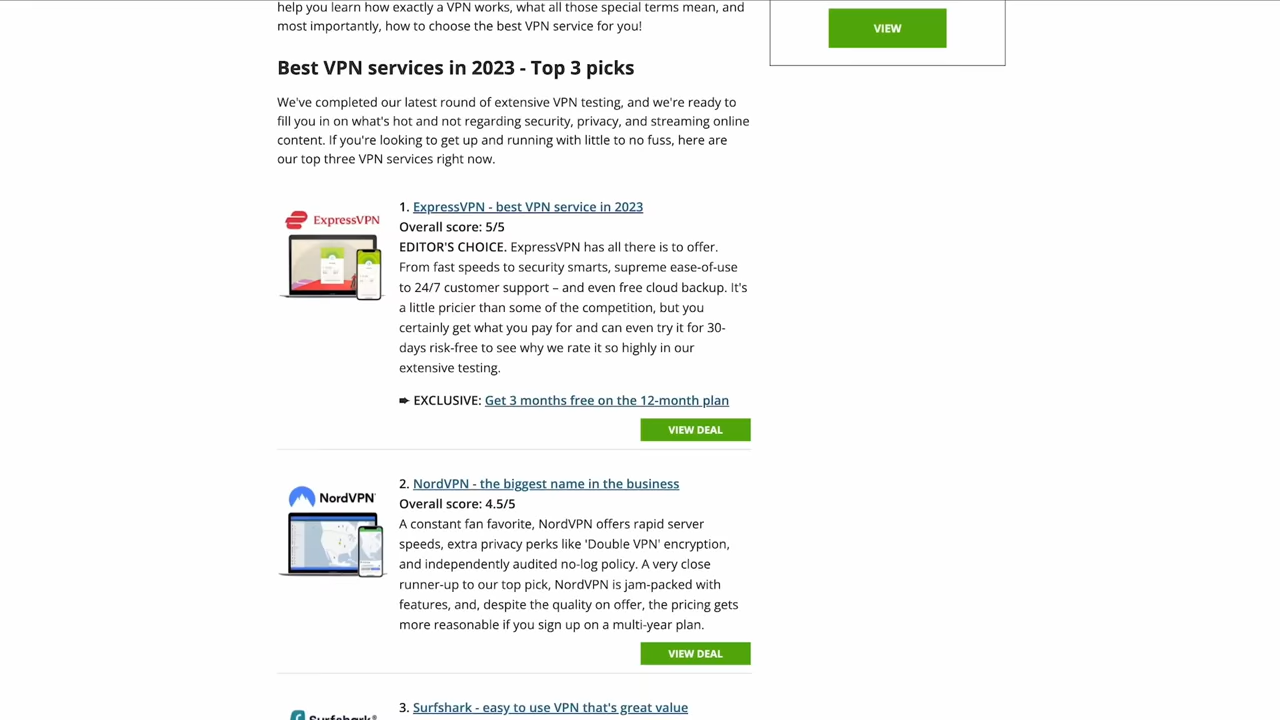 help you learn how exactly a VPN works, what all those special terms mean, and
most importantly, how to choose the best VPN service for you!
VIEW
Best VPN services in 2023 - Top 3 picks
We've completed our latest round of extensive VPN testing, and we're ready to
fill you in on what's hot and not regarding security, privacy, and streaming online
content. If you're looking to get up and running with little to no fuss, here are
our top three VPN services right now.
ExpressVPN
1. ExpressVPN - best VPN service in 2023
Overall score: 5/5
EDITOR'S CHOICE. ExpressVPN has all there is to offer.
From fast speeds to security smarts, supreme ease-of-use
to 24/7 customer support – and even free cloud backup. It's
a little pricier than some of the competition, but you
certainly get what you pay for and can even try it for 30-
days risk-free to see why we rate it so highly in our
extensive testing.
➨ EXCLUSIVE: Get 3 months free on the 12-month plan
VIEW DEAL
NordVPN
2. NordVPN - the biggest name in the business
Overall score: 4.5/5
A constant fan favorite, NordVPN offers rapid server
speeds, extra privacy perks like 'Double VPN' encryption,
and independently audited no-log policy. A very close
runner-up to our top pick, NordVPN is jam-packed with
features, and, despite the quality on offer, the pricing gets
more reasonable if you sign up on a multi-year plan.
VIEW DEAL
Surfshark
3. Surfshark - easy to use VPN that's great value